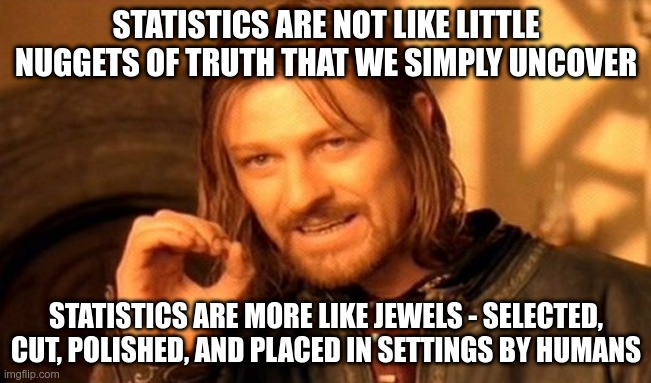 STATISTICS ARE NOT LIKE LITTLE
NUGGETS OF TRUTH THAT WE SIMPLY UNCOVER
STATISTICS ARE MORE LIKE JEWELS - SELECTED,
CUT, POLISHED, AND PLACED IN SETTINGS BY HUMANS
imgflip.com